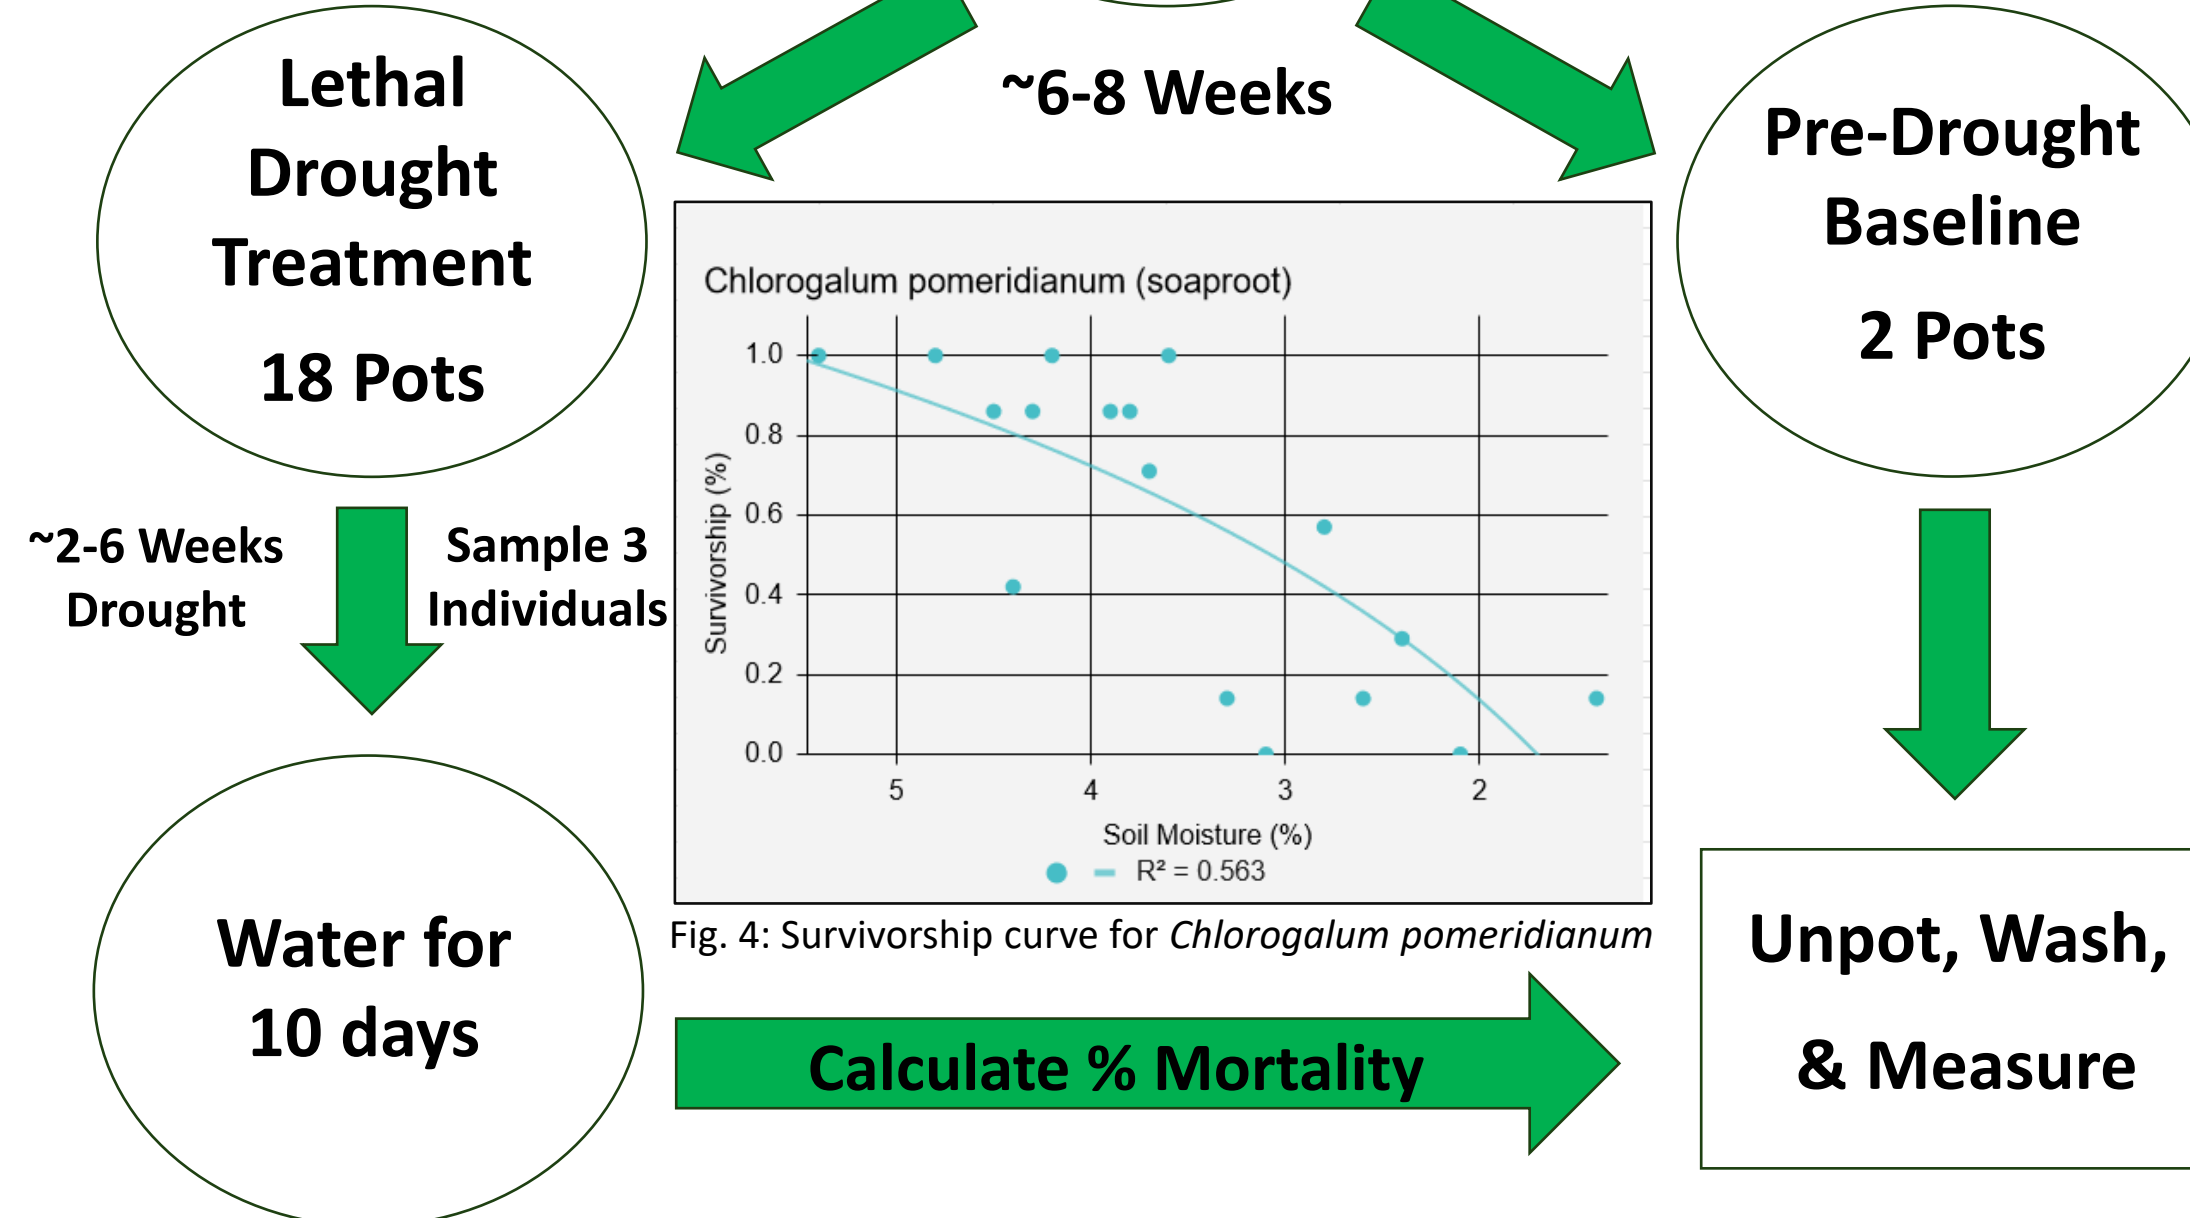 Lethal
Drought
Treatment
18 Pots
~6-8 Weeks
Pre-Drought
Baseline
2 Pots
~2-6 Weeks
Drought
Sample 3
Individuals
Chlorogalum pomeridianum (soaproot)
Survivorship (%)
1.0
0.8
0.6
0.4
0.2
0.0
5 4 3 2
Soil Moisture (%)
R² = 0.563
Fig. 4: Survivorship curve for Chlorogalum pomeridianum
Water for
10 days
Calculate % Mortality
Unpot, Wash,
& Measure